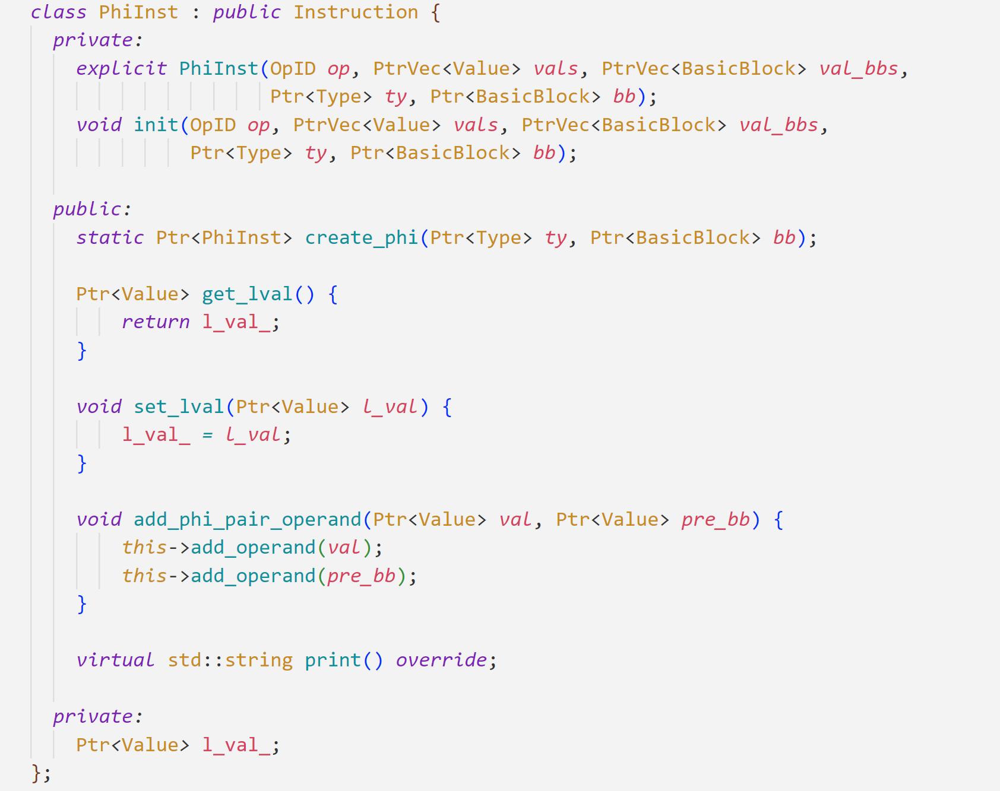 class PhiInst : public Instruction {
  private:
    explicit PhiInst(OpID op, PtrVec<Value> vals, PtrVec<BasicBlock> val_bbs,
                     Ptr<Type> ty, Ptr<BasicBlock> bb);
    void init(OpID op, PtrVec<Value> vals, PtrVec<BasicBlock> val_bbs,
              Ptr<Type> ty, Ptr<BasicBlock> bb);

  public:
    static Ptr<PhiInst> create_phi(Ptr<Type> ty, Ptr<BasicBlock> bb);

    Ptr<Value> get_lval() {
        return l_val_;
    }

    void set_lval(Ptr<Value> l_val) {
        l_val_ = l_val;
    }

    void add_phi_pair_operand(Ptr<Value> val, Ptr<Value> pre_bb) {
        this->add_operand(val);
        this->add_operand(pre_bb);
    }

    virtual std::string print() override;

  private:
    Ptr<Value> l_val_;
};